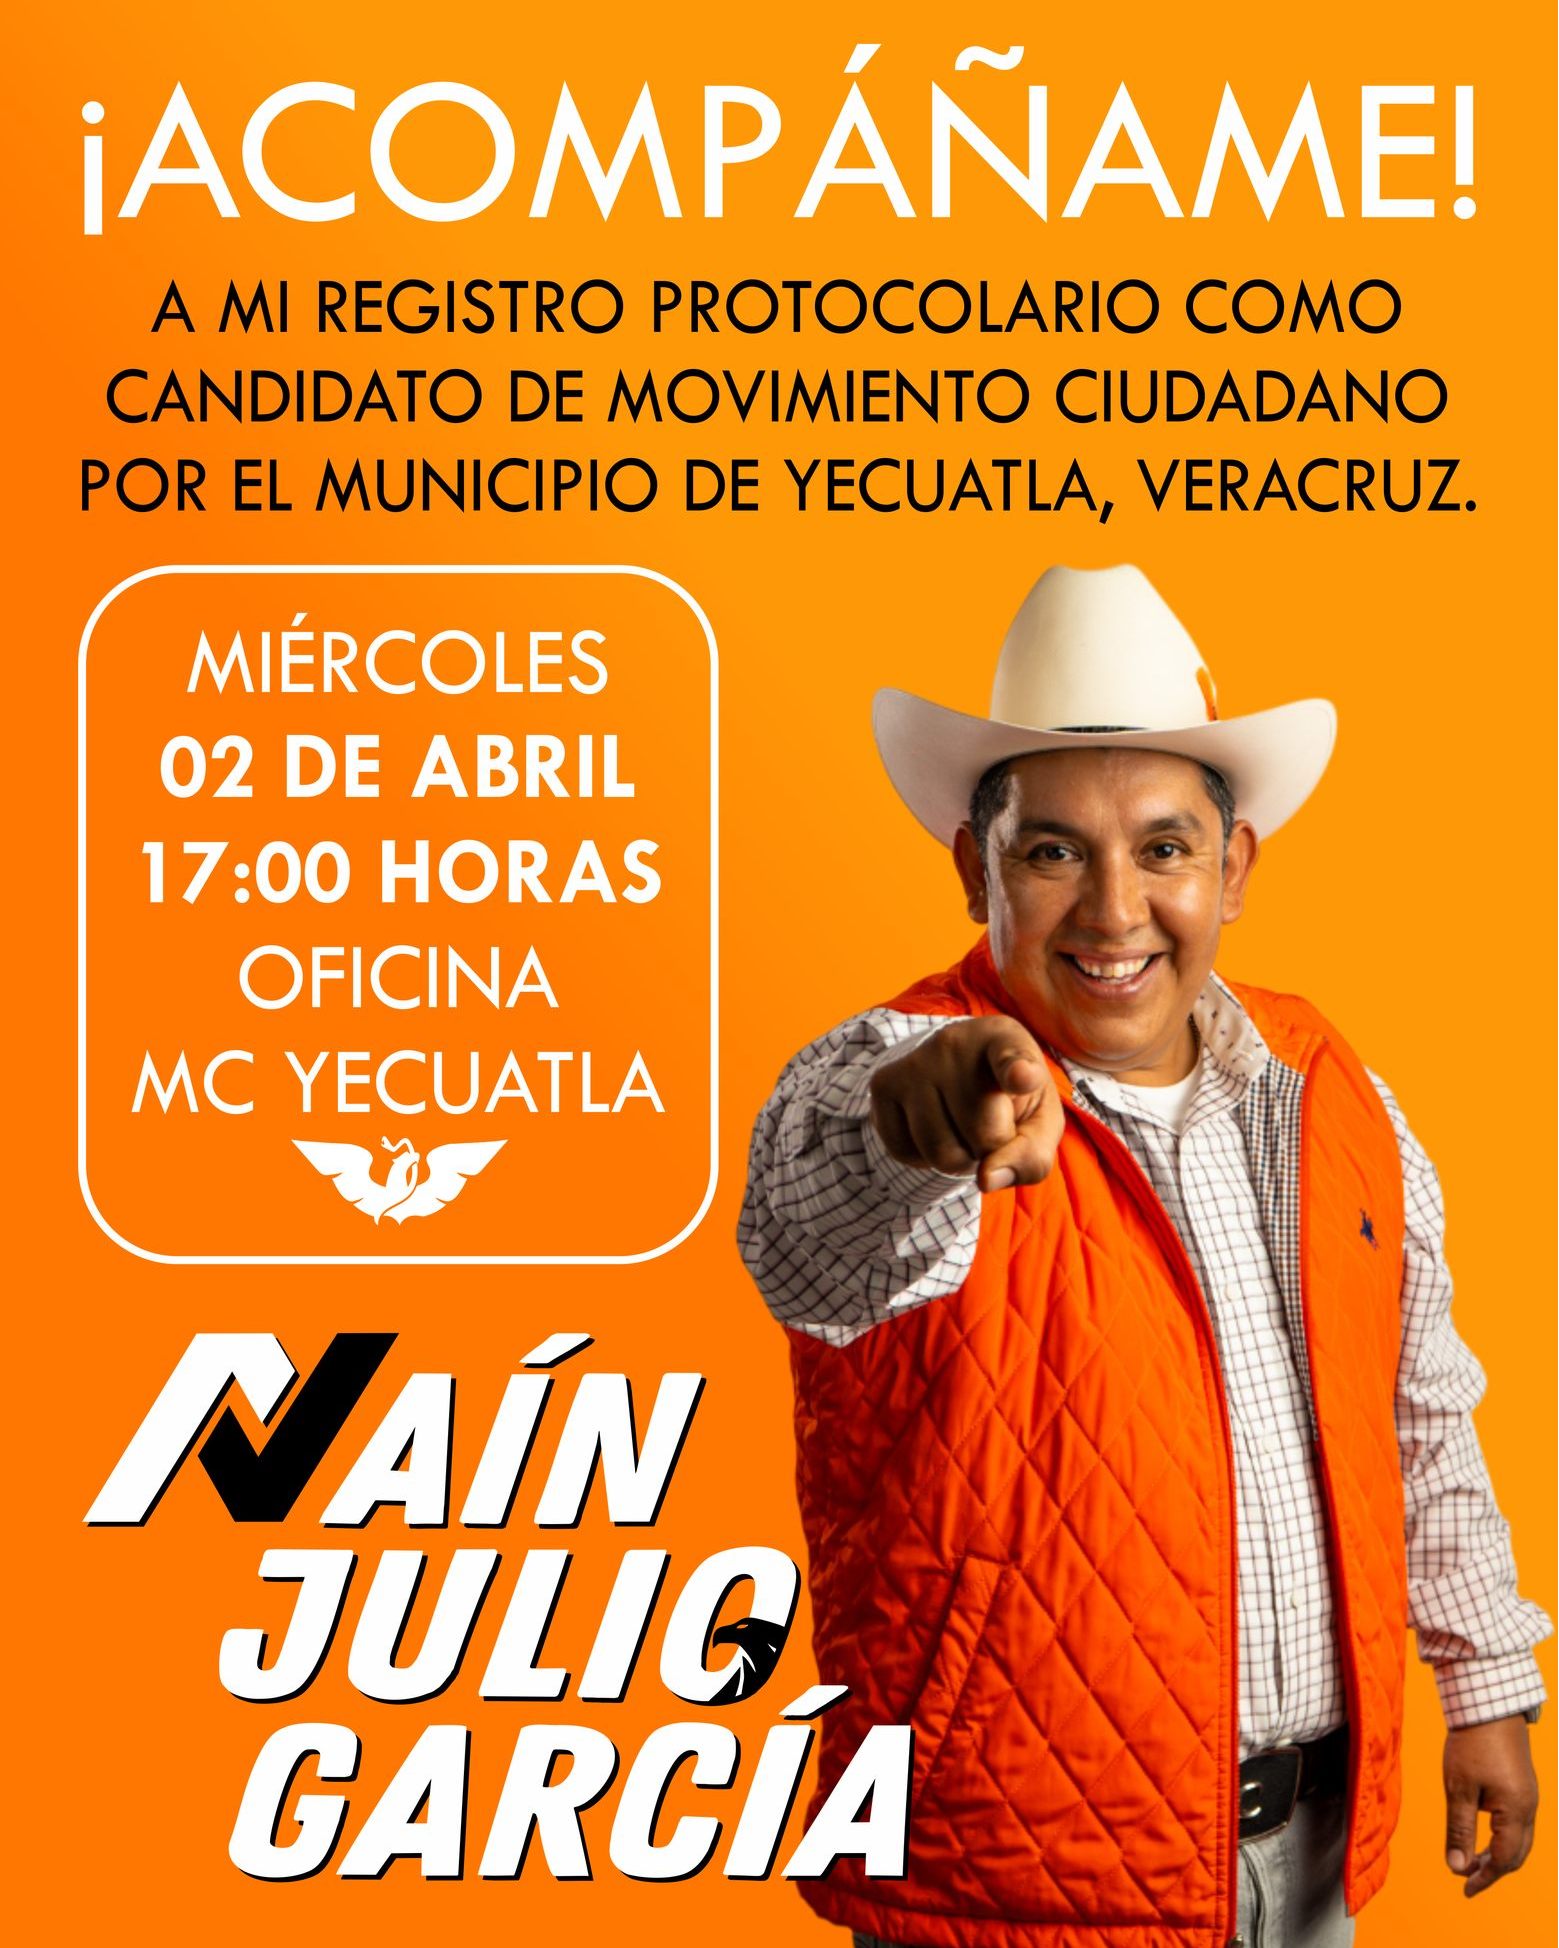 ¡ACOMPÁÑAME!
A MI REGISTRO PROTOCOLARIO COMO
CANDIDATO DE MOVIMIENTO CIUDADANO
POR EL MUNICIPIO DE YECUATLA, VERACRUZ.
MIÉRCOLES
02 DE ABRIL
17:00 HORAS
OFICINA
MC YECUATLA
NAÍN
JULIO
GARCÍA